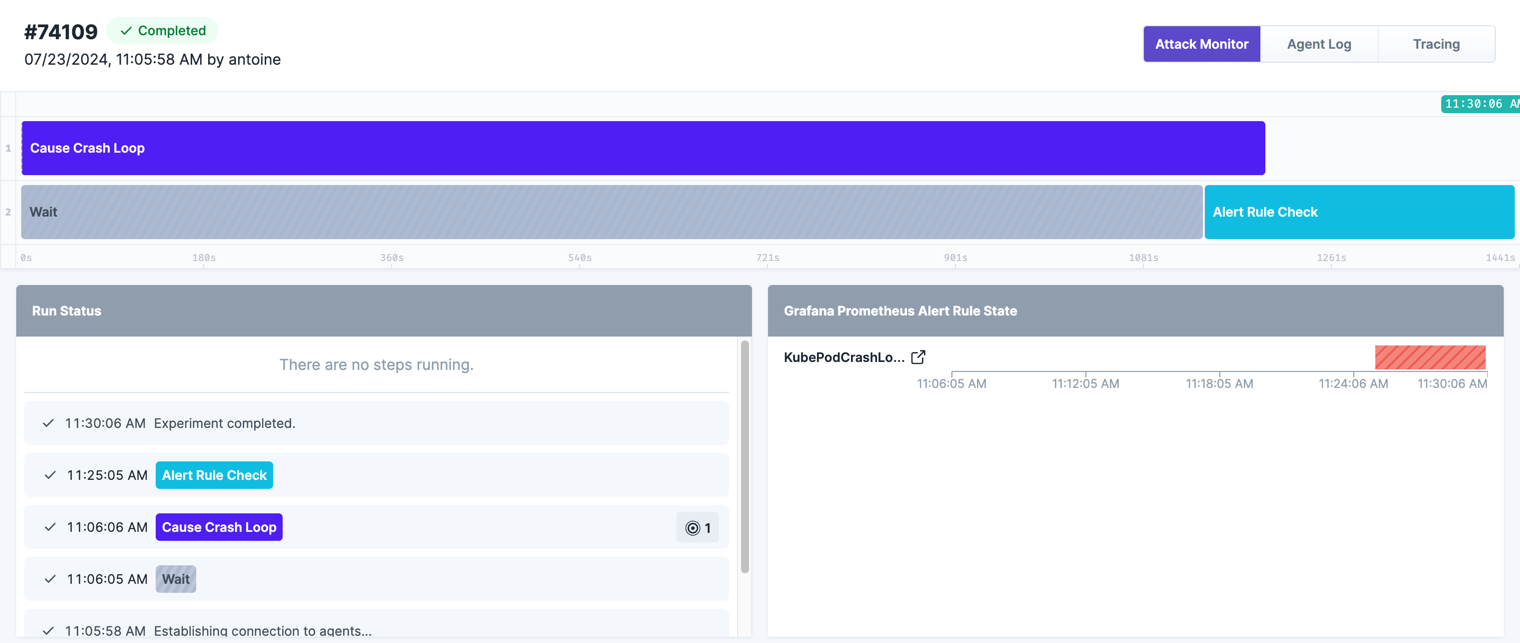 #74109 Completed
07/23/2024, 11:05:58 AM by antoine
Attack Monitor Agent Log Tracing
11:30:06 AM
1 Cause Crash Loop
2 Wait Alert Rule Check
0s 180s 360s 540s 721s 901s 1081s 1261s 1441s
Run Status
There are no steps running.
11:30:06 AM Experiment completed.
11:25:05 AM Alert Rule Check
11:06:06 AM Cause Crash Loop 1
11:06:05 AM Wait
11:05:58 AM Establishing connection to agents...
Grafana Prometheus Alert Rule State
KubePodCrashLo...
11:06:05 AM 11:12:05 AM 11:18:05 AM 11:24:06 AM 11:30:06 AM